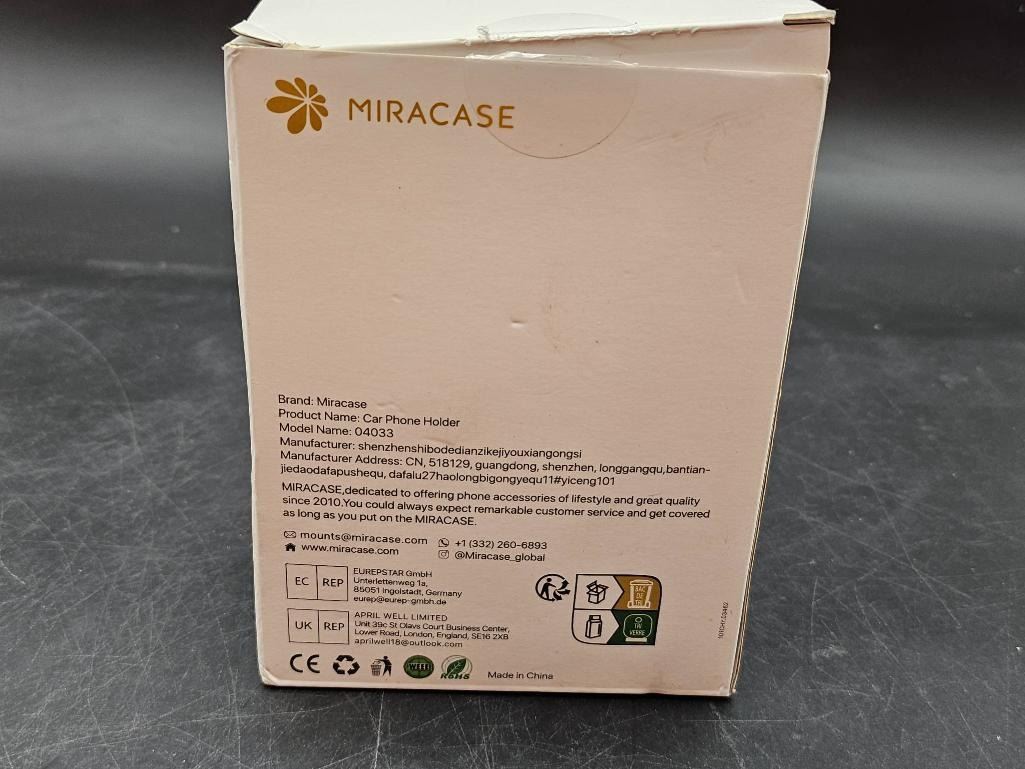 MIRACASE
Brand: Miracase
Product Name: Car Phone Holder
Model Name: 04033
Manufacturer: shenzhenshibodedianzikejiyouxiangongsi
Manufacturer Address: CN, 518129, guangdong, shenzhen, longgangqu,bantian-
jiedaodafapushequ, dafalu27haolongbigongyequ11#yiceng101
MIRACASE,dedicated to offering phone accessories of lifestyle and great quality
since 2010.You could always expect remarkable customer service and get covered
as long as you put on the MIRACASE.
mounts@miracase.com +1 (332) 260-6893
www.miracase.com @Miracase_global
EC REP
EUREPSTAR GmbH
Unterlettenweg 1a,
85051 Ingolstadt, Germany
eurep@eurep-gmbh.de
UK REP
APRIL WELL LIMITED
Unit 39c St Olavs Court Business Center,
Lower Road, London, England, SE16 2XB
aprilwell18@outlook.com
BAC
DE
TRI
VERRE
CE
WEEE
RoHS
Made in China